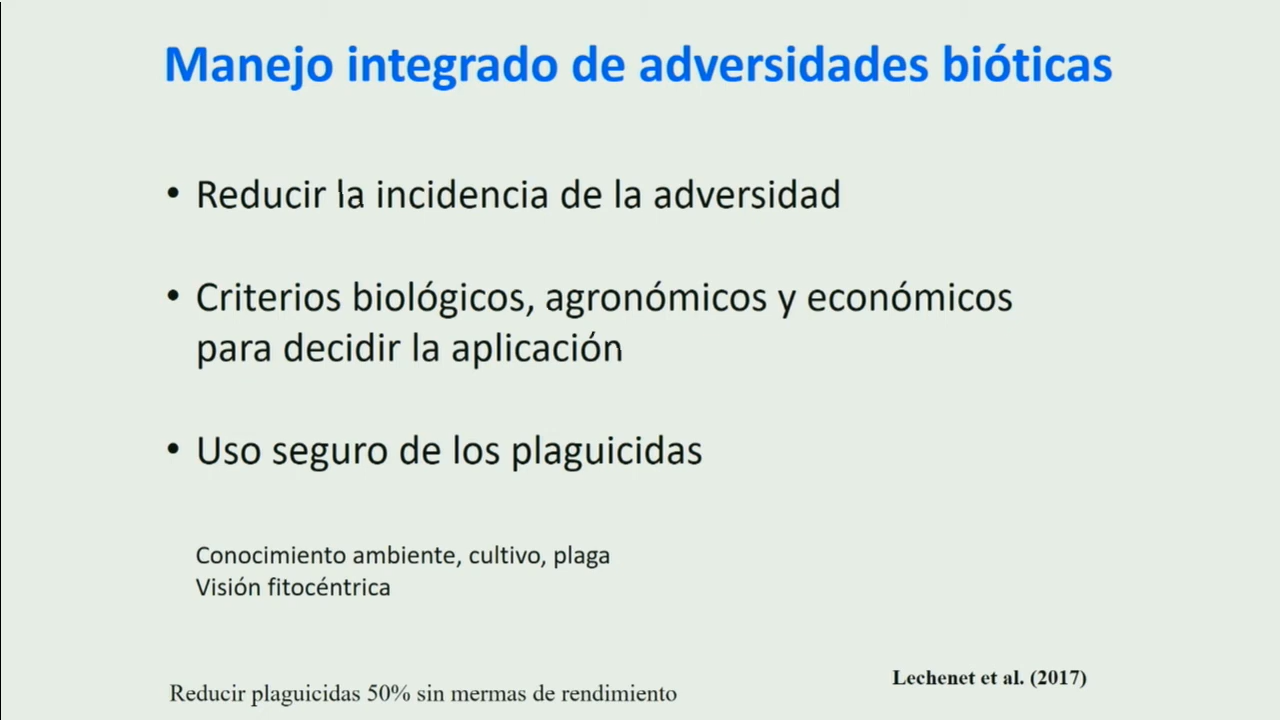 Manejo integrado de adversidades bióticas
• Reducir la incidencia de la adversidad
• Criterios biológicos, agronómicos y económicos
para decidir la aplicación
• Uso seguro de los plaguicidas
Conocimiento ambiente, cultivo, plaga
Visión fitocéntrica
Lechenet et al. (2017)
Reducir plaguicidas 50% sin mermas de rendimiento